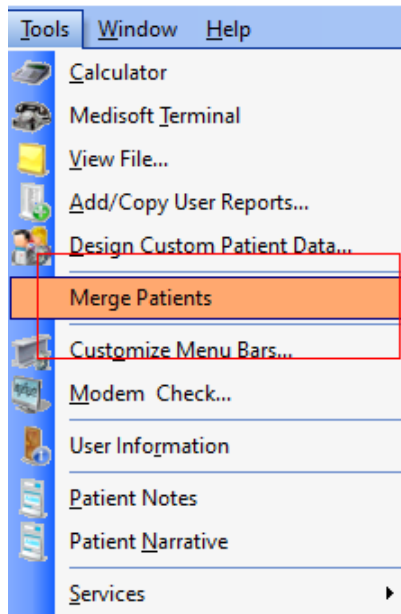 Tools Window Help
Calculator
Medisoft Terminal
View File...
Add/Copy User Reports...
Design Custom Patient Data...
Merge Patients
Customize Menu Bars...
Modem Check...
User Information
Patient Notes
Patient Narrative
Services